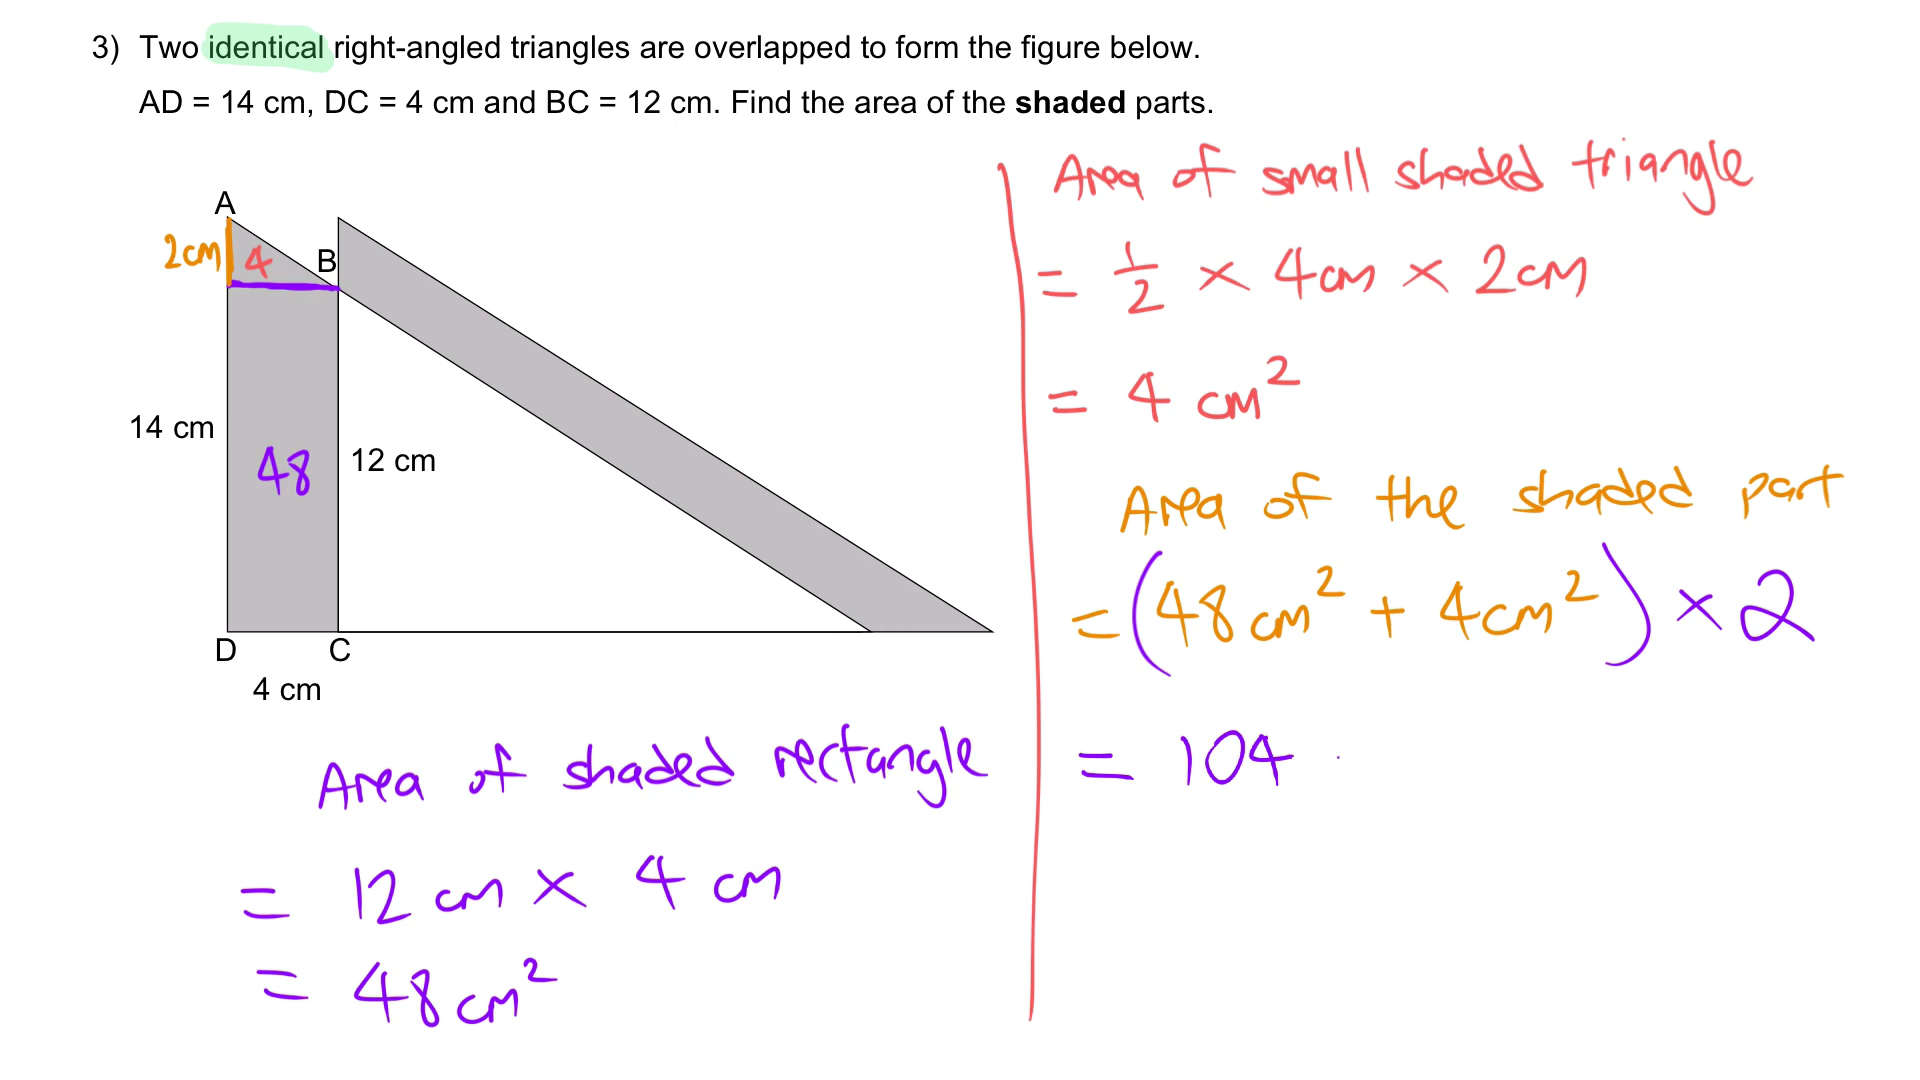 3) Two identical right-angled triangles are overlapped to form the figure below.
AD = 14 cm, DC = 4 cm and BC = 12 cm. Find the area of the shaded parts.
A
2cm
4
B
14 cm
48
12 cm
D
C
4 cm
Area of shaded rectangle
= 12 cm × 4 cm
= 48 cm²
Area of small shaded triangle
= 1/2 × 4cm × 2cm
= 4 cm²
Area of the shaded part
= (48 cm² + 4cm²) × 2
= 104